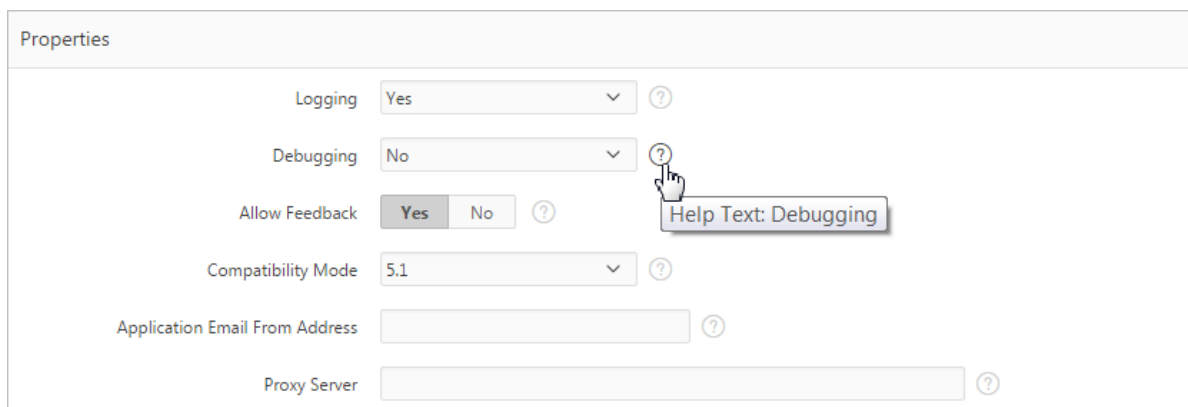 Properties
Logging Yes ?
Debugging No ?
Allow Feedback Yes No ?
Help Text: Debugging
Compatibility Mode 5.1 ?
Application Email From Address ?
Proxy Server ?